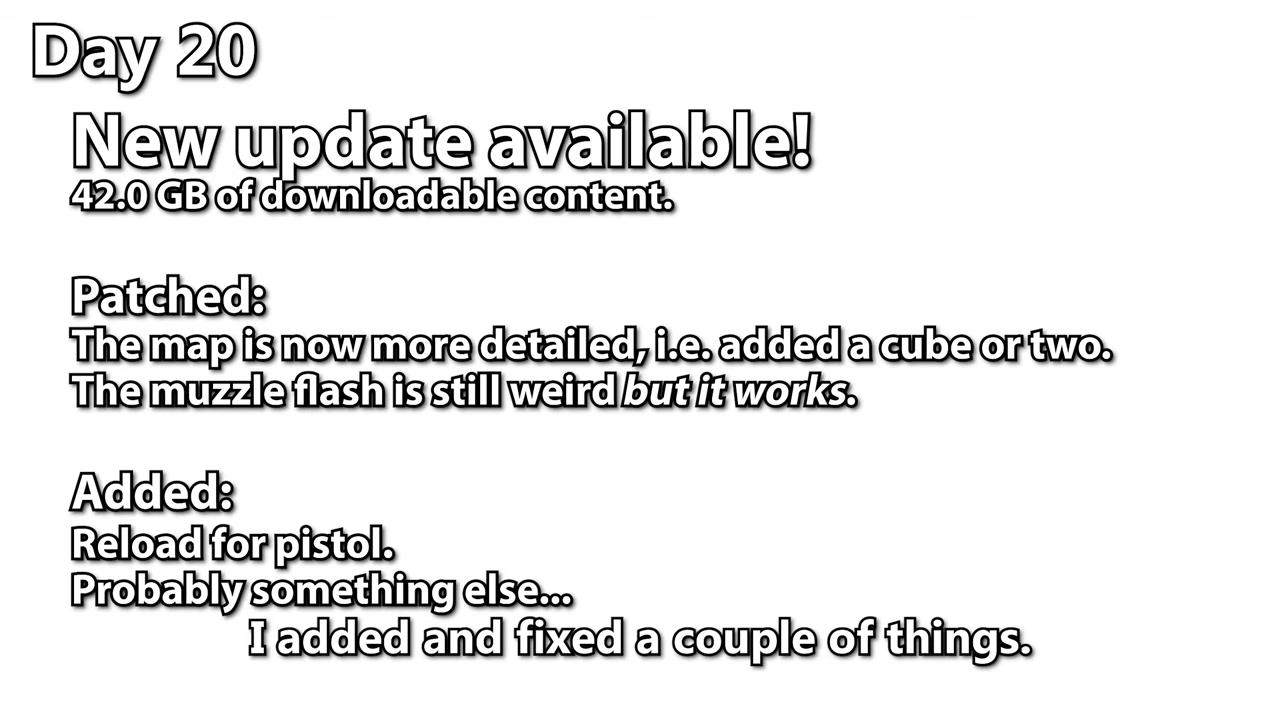 Day 20
New update available!
42.0 GB of downloadable content.
Patched:
The map is now more detailed, i.e. added a cube or two.
The muzzle flash is still weird but it works.
Added:
Reload for pistol.
Probably something else...
I added and fixed a couple of things.